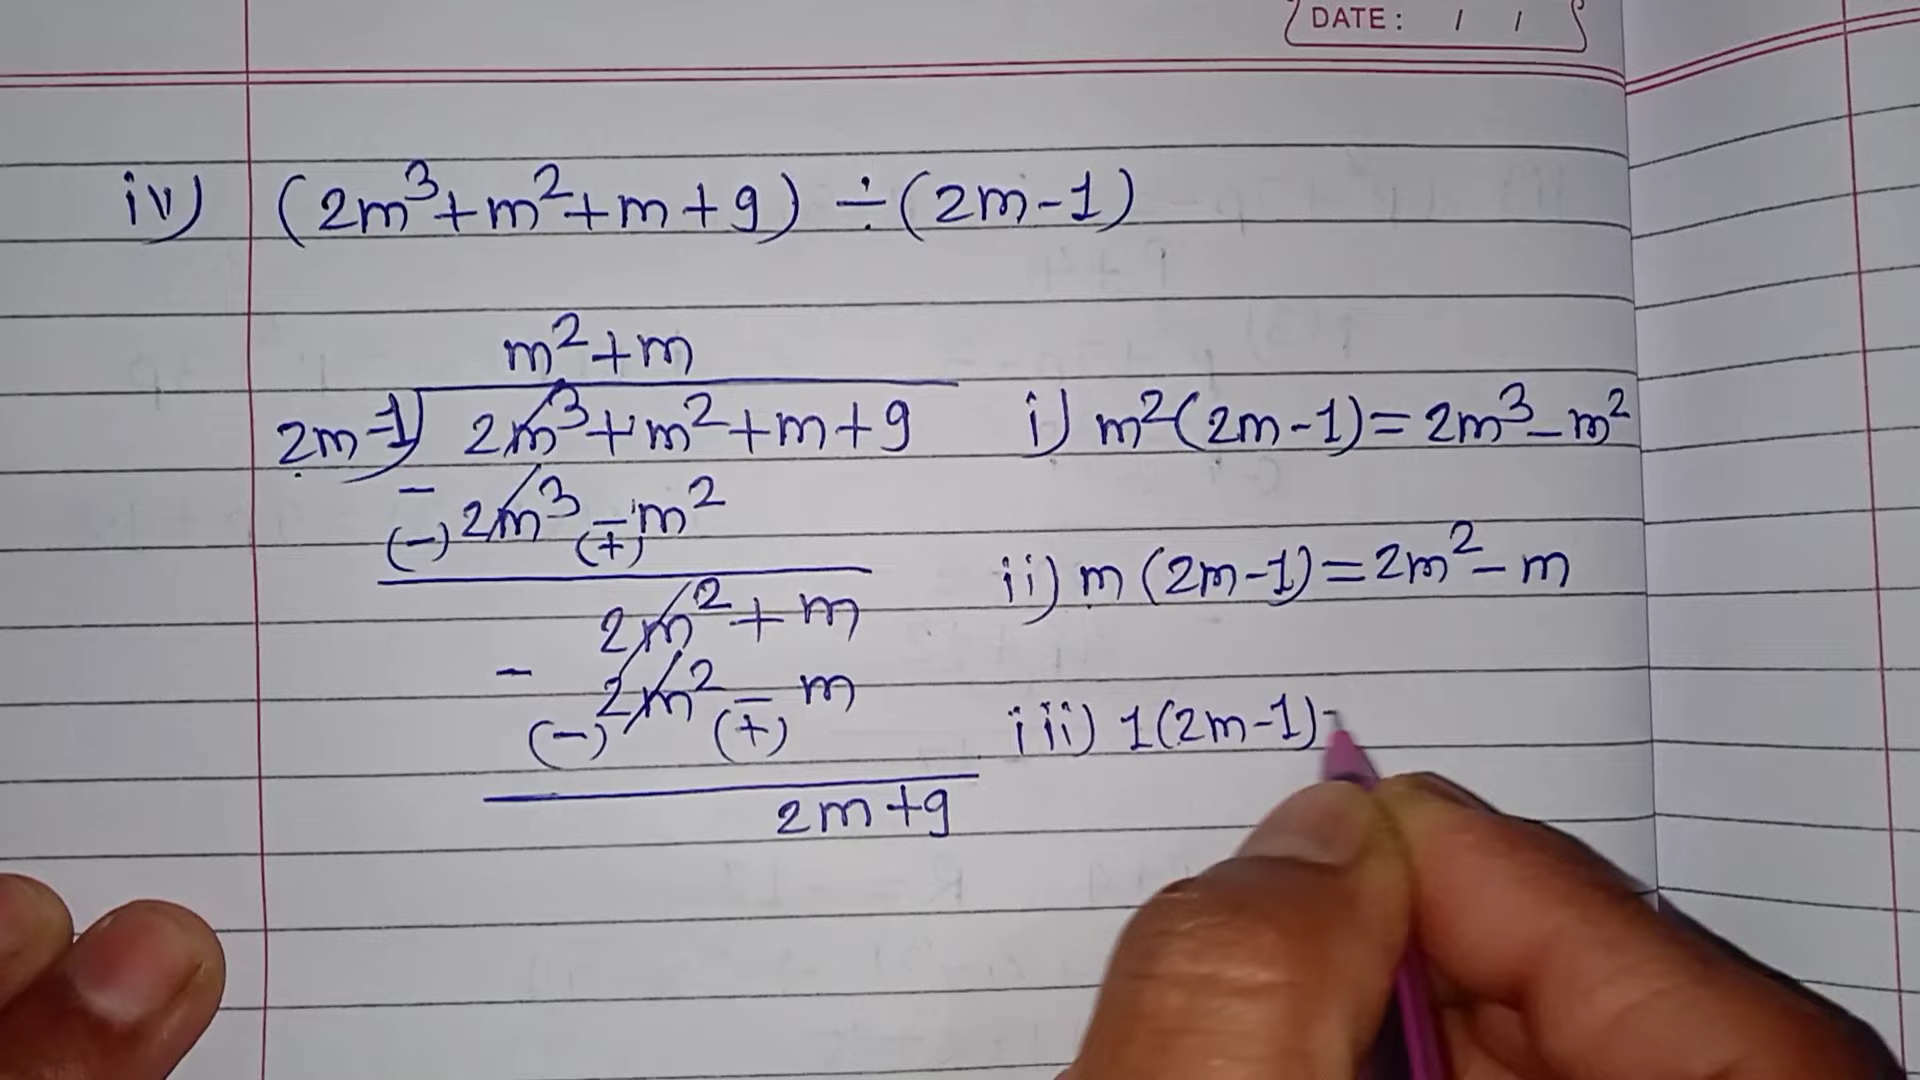 DATE: / /
iv) (2m³+m²+m+9) ÷ (2m-1)
m²+m
2m-1) 2m³+m²+m+9
- 2m³ - m²
(-) (+)
2m²+m
- 2m² - m
(-) (+)
2m+9
i) m²(2m-1)=2m³-m²
ii) m(2m-1)=2m²-m
iii) 1(2m-1)